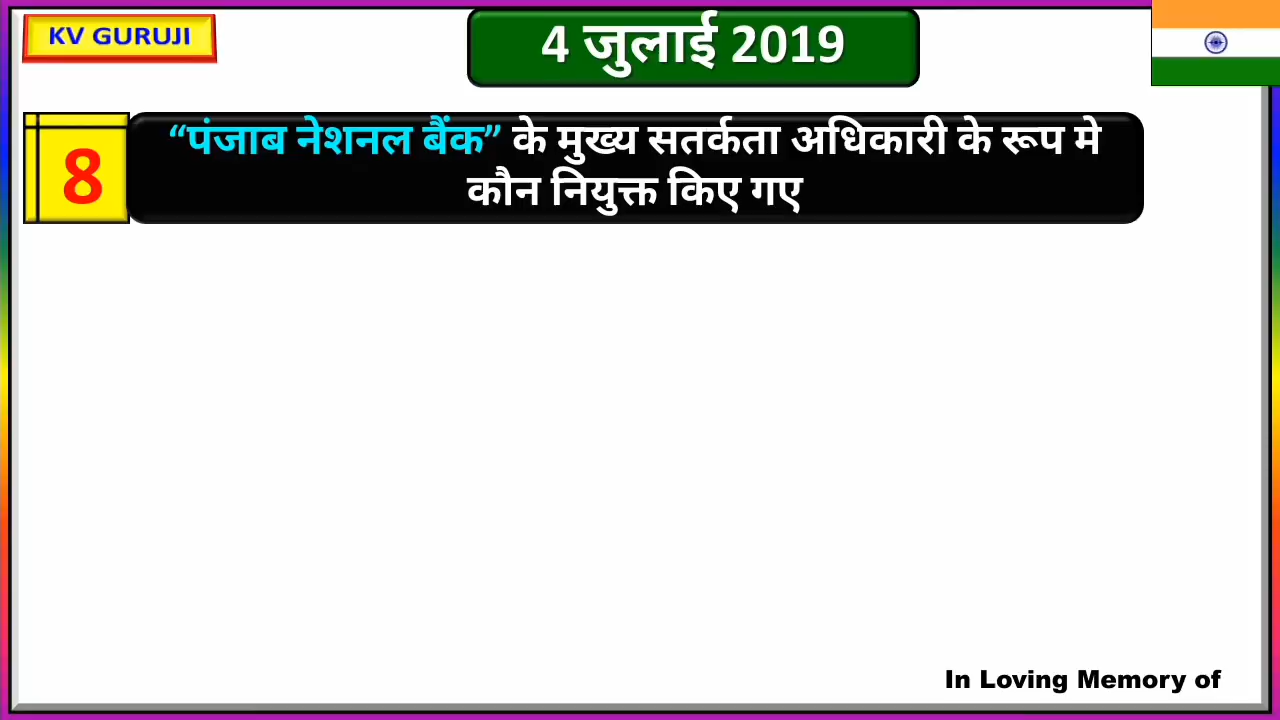 KV GURUJI
4 जुलाई 2019
8
“पंजाब नेशनल बैंक” के मुख्य सतर्कता अधिकारी के रूप मे
कौन नियुक्त किए गए
In Loving Memory of